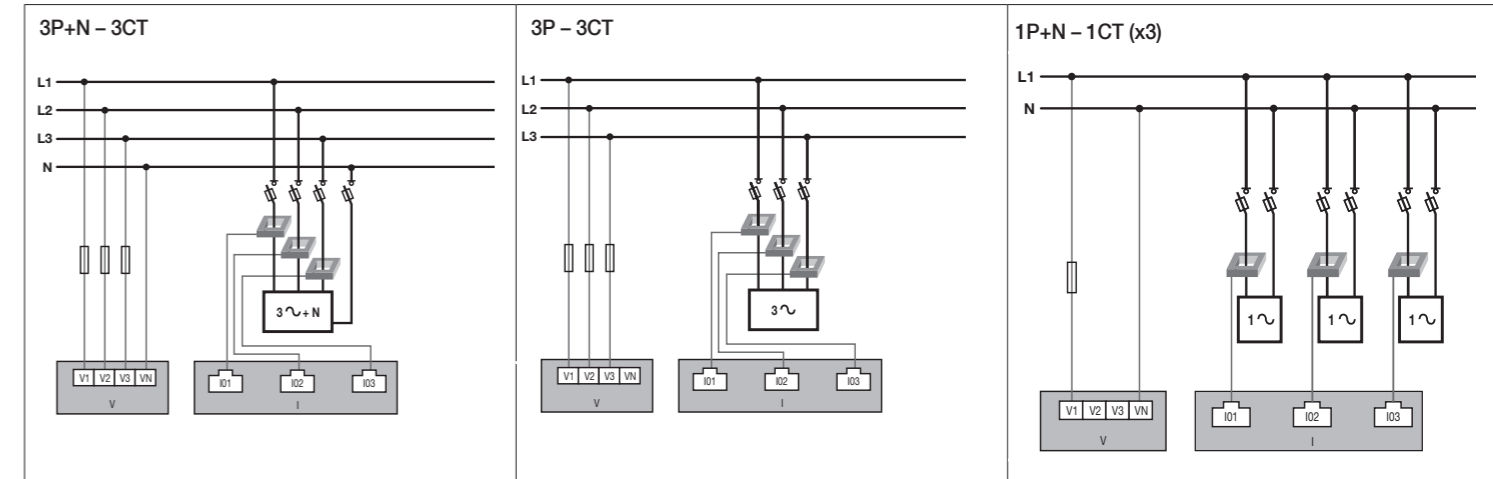 3P+N – 3CT
L1
L2
L3
N
3 + N
V1 V2 V3 VN
V
I01 I02 I03
I
3P – 3CT
L1
L2
L3
3
V1 V2 V3 VN
V
I01 I02 I03
I
1P+N – 1CT (x3)
L1
N
1 1 1
V1 V2 V3 VN
V
I01 I02 I03
I